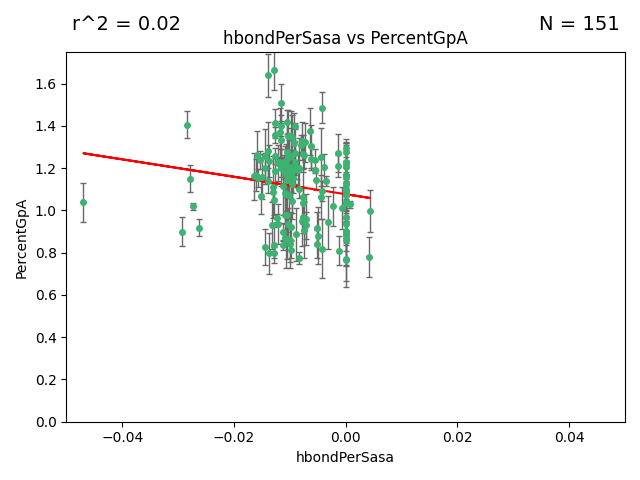 r^2 = 0.02
N = 151
hbondPerSasa vs PercentGpA
PercentGpA
1.6
1.4
1.2
1.0
0.8
0.6
0.4
0.2
0.0
−0.04
−0.02
0.00
0.02
0.04
hbondPerSasa